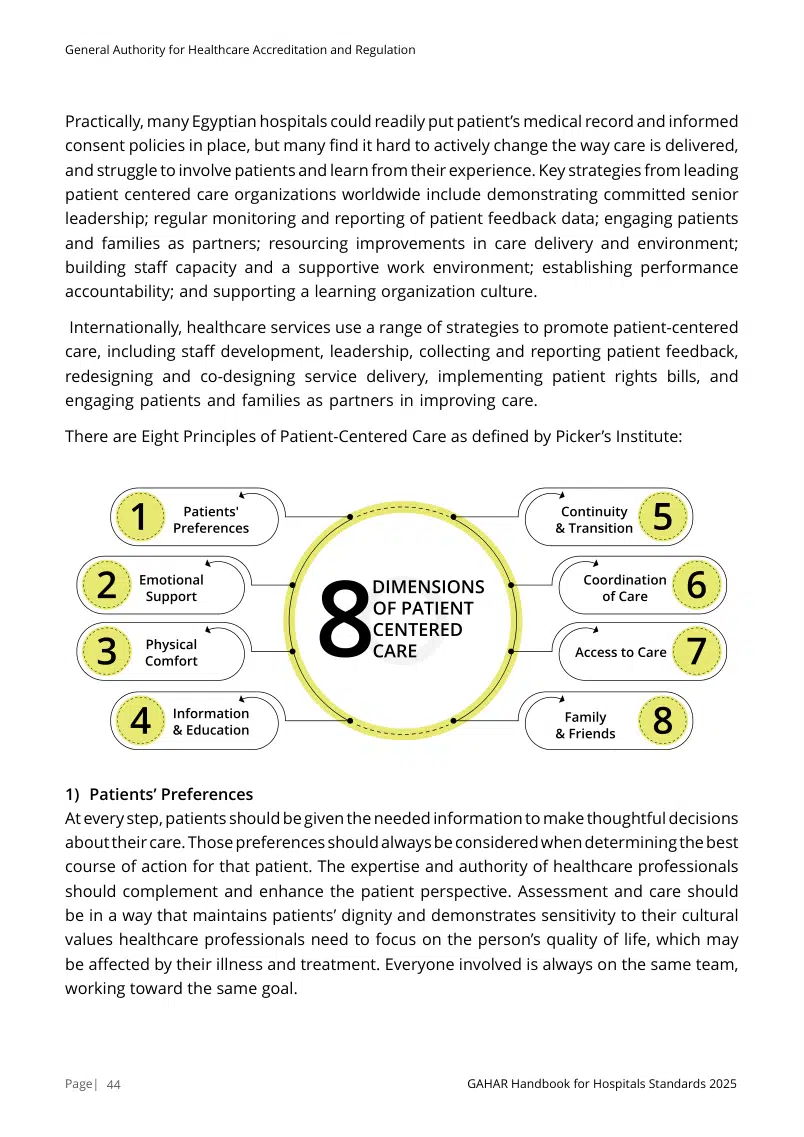 General Authority for Healthcare Accreditation and Regulation
Practically, many Egyptian hospitals could readily put patient’s medical record and informed
consent policies in place, but many find it hard to actively change the way care is delivered,
and struggle to involve patients and learn from their experience. Key strategies from leading
patient centered care organizations worldwide include demonstrating committed senior
leadership; regular monitoring and reporting of patient feedback data; engaging patients
and families as partners; resourcing improvements in care delivery and environment;
building staff capacity and a supportive work environment; establishing performance
accountability; and supporting a learning organization culture.
Internationally, healthcare services use a range of strategies to promote patient-centered
care, including staff development, leadership, collecting and reporting patient feedback,
redesigning and co-designing service delivery, implementing patient rights bills, and
engaging patients and families as partners in improving care.
There are Eight Principles of Patient-Centered Care as defined by Picker’s Institute:
1
Patients'
Preferences
2
Emotional
Support
3
Physical
Comfort
4
Information
& Education
8
DIMENSIONS
OF PATIENT
CENTERED
CARE
Continuity
& Transition
5
Coordination
of Care
6
Access to Care
7
Family
& Friends
8
1) Patients’ Preferences
At every step, patients should be given the needed information to make thoughtful decisions
about their care. Those preferences should always be considered when determining the best
course of action for that patient. The expertise and authority of healthcare professionals
should complement and enhance the patient perspective. Assessment and care should
be in a way that maintains patients’ dignity and demonstrates sensitivity to their cultural
values healthcare professionals need to focus on the person’s quality of life, which may
be affected by their illness and treatment. Everyone involved is always on the same team,
working toward the same goal.
Page| 44
GAHAR Handbook for Hospitals Standards 2025